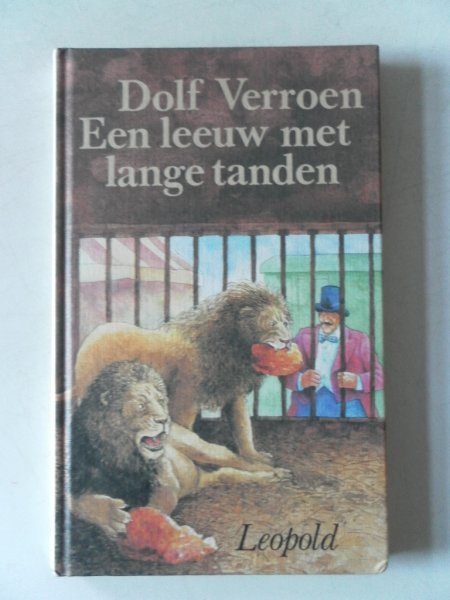 Dolf Verroen
Een leeuw met
lange tanden
Leopold